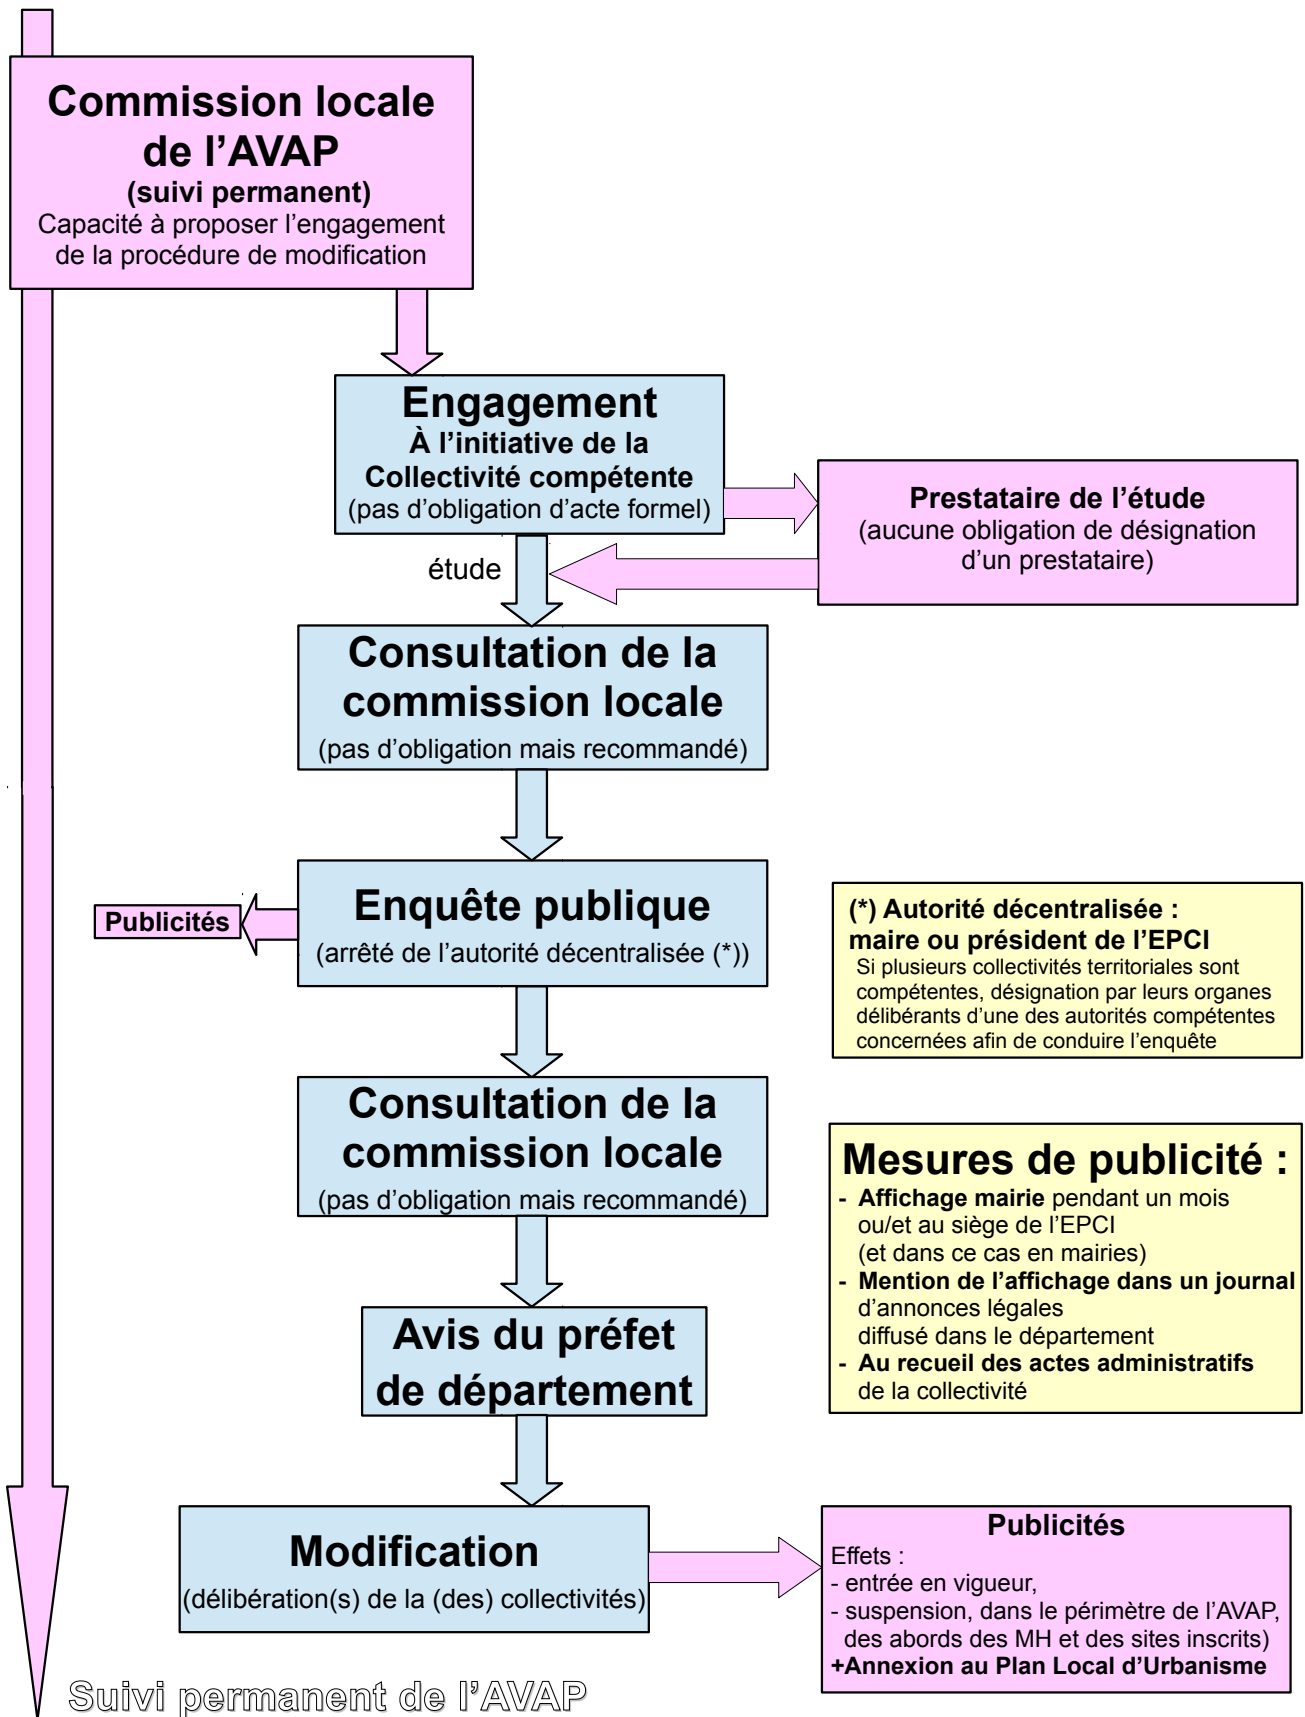 Commission locale
de l’AVAP
(suivi permanent)
Capacité à proposer l’engagement
de la procédure de modification
Engagement
À l’initiative de la
Collectivité compétente
(pas d’obligation d’acte formel)
Prestataire de l’étude
(aucune obligation de désignation
d’un prestataire)
étude
Consultation de la
commission locale
(pas d’obligation mais recommandé)
Enquête publique
(arrêté de l’autorité décentralisée (*))
Publicités
(*) Autorité décentralisée :
maire ou président de l’EPCI
Si plusieurs collectivités territoriales sont
compétentes, désignation par leurs organes
délibérants d’une des autorités compétentes
concernées afin de conduire l’enquête
Consultation de la
commission locale
(pas d’obligation mais recommandé)
Mesures de publicité :
- Affichage mairie pendant un mois
ou/et au siège de l’EPCI
(et dans ce cas en mairies)
- Mention de l’affichage dans un journal
d’annonces légales
diffusé dans le département
- Au recueil des actes administratifs
de la collectivité
Avis du préfet
de département
Modification
(délibération(s) de la (des) collectivités)
Publicités
Effets :
- entrée en vigueur,
- suspension, dans le périmètre de l’AVAP,
des abords des MH et des sites inscrits)
+Annexion au Plan Local d’Urbanisme
Suivi permanent de l’AVAP